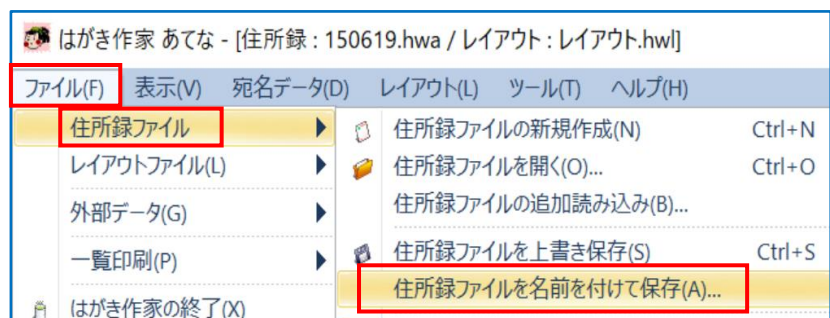 はがき作家 あてな - [住所録 : 150619.hwa / レイアウト : レイアウト.hwl]
ファイル(F) 表示(V) 宛名データ(D) レイアウト(L) ツール(T) ヘルプ(H)
住所録ファイル
レイアウトファイル(L)
外部データ(G)
一覧印刷(P)
はがき作家の終了(X)
住所録ファイルの新規作成(N) Ctrl+N
住所録ファイルを開く(O)... Ctrl+O
住所録ファイルの追加読み込み(B)...
住所録ファイルを上書き保存(S) Ctrl+S
住所録ファイルを名前を付けて保存(A)...